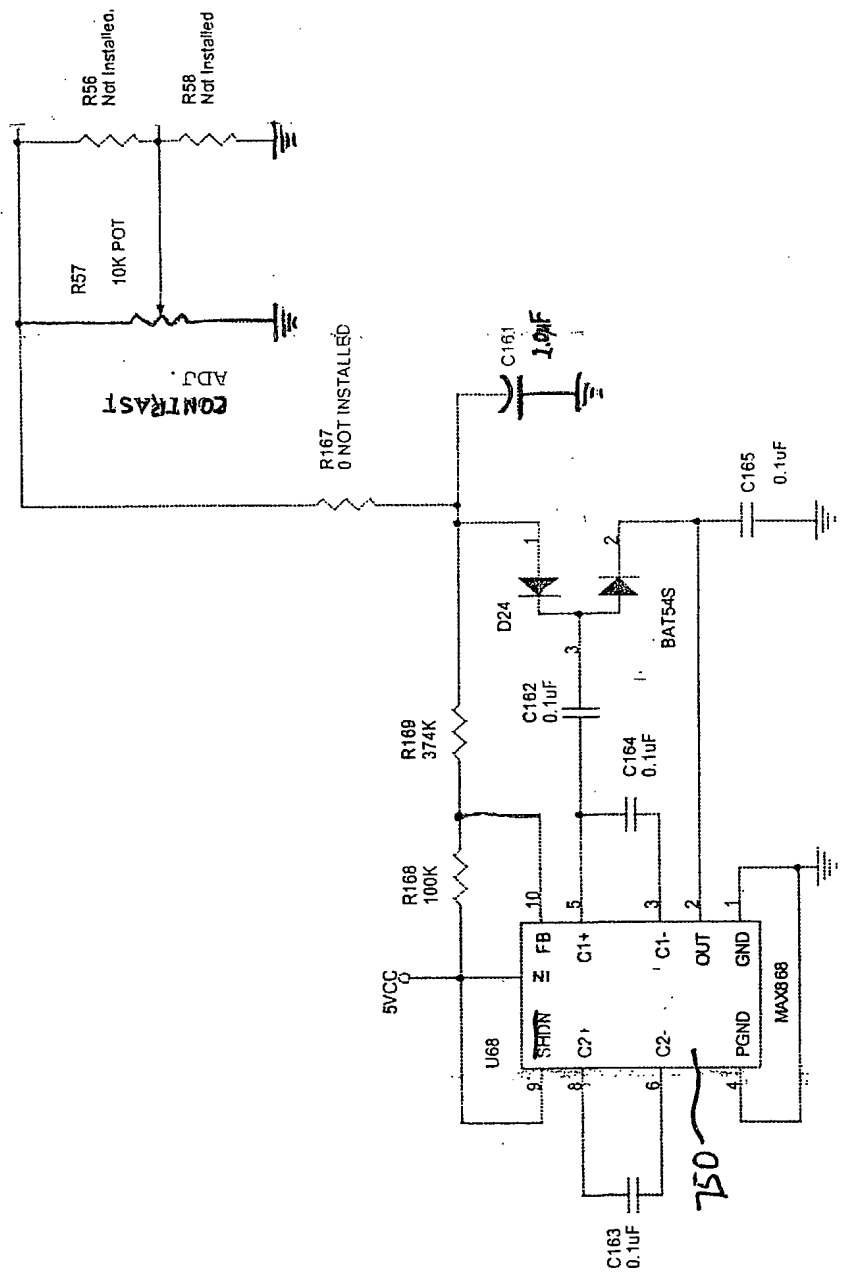 R56
Not Installed,
R58
Not Installed
R57
10K POT
CONTRAST
ADJ.
R167
0 NOT INSTALLED
C161
1.0µF
D24
1
2
3
BAT54S
C165
0.1uF
R169
374K
C162
0.1uF
C164
0.1uF
R168
100K
5VCC
U68
10
5
3
2
1
FB
C1+
C1-
OUT
GND
SHDN
C2+
C2-
PGND
9
8
6
4
MAX868
C163
0.1uF
750